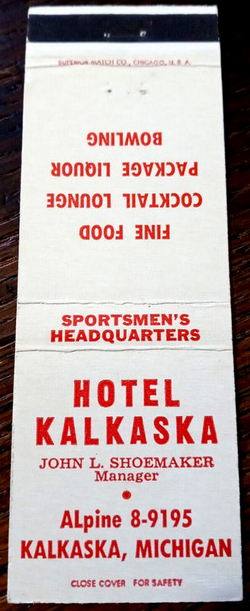 SUPERIOR MATCH CO., CHICAGO, U. S. A.
FINE FOOD
COCKTAIL LOUNGE
PACKAGE LIQUOR
BOWLING
SPORTSMEN'S
HEADQUARTERS
HOTEL
KALKASKA
JOHN L. SHOEMAKER
Manager
ALpine 8-9195
KALKASKA, MICHIGAN
CLOSE COVER FOR SAFETY